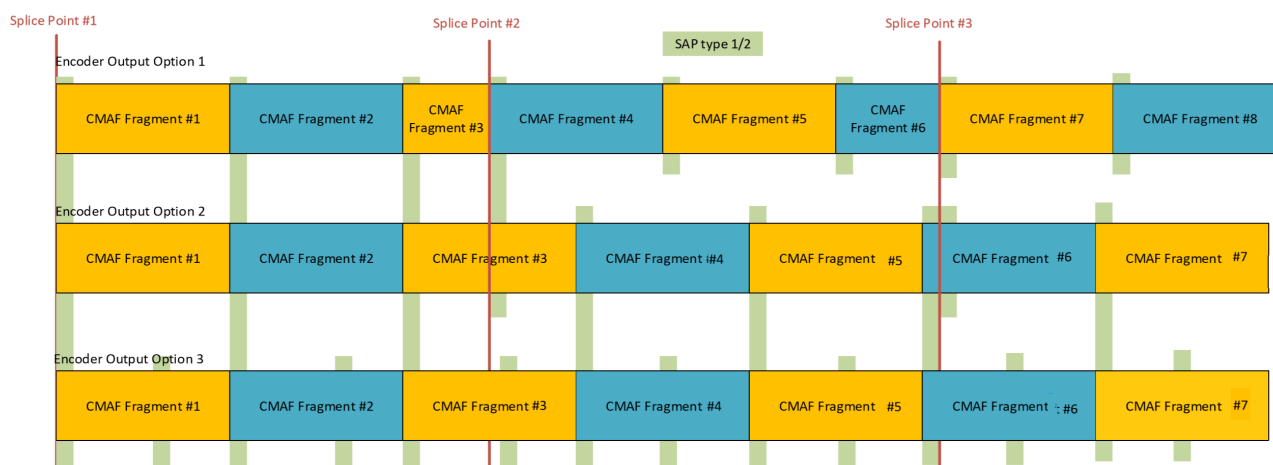 Splice Point #1
Splice Point #2
Splice Point #3
SAP type 1/2
Encoder Output Option 1
CMAF Fragment #1
CMAF Fragment #2
CMAF
Fragment #3
CMAF Fragment #4
CMAF Fragment #5
CMAF
Fragment #6
CMAF Fragment #7
CMAF Fragment #8
Encoder Output Option 2
CMAF Fragment #1
CMAF Fragment #2
CMAF Fragment #3
CMAF Fragment #4
CMAF Fragment #5
CMAF Fragment #6
CMAF Fragment #7
Encoder Output Option 3
CMAF Fragment #1
CMAF Fragment #2
CMAF Fragment #3
CMAF Fragment #4
CMAF Fragment #5
CMAF Fragment #6
CMAF Fragment #7